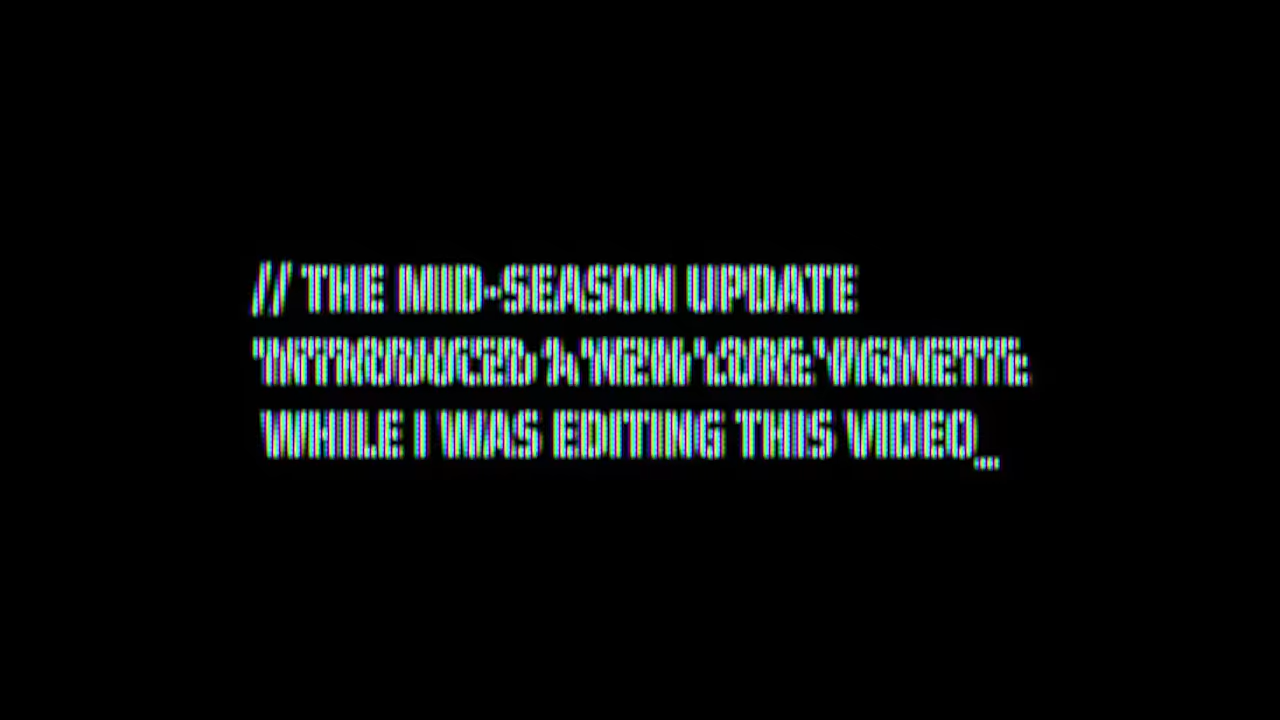 // THE MID-SEASON UPDATE
INTRODUCED A NEW LORE VIGNETTE
WHILE I WAS EDITING THIS VIDEO_